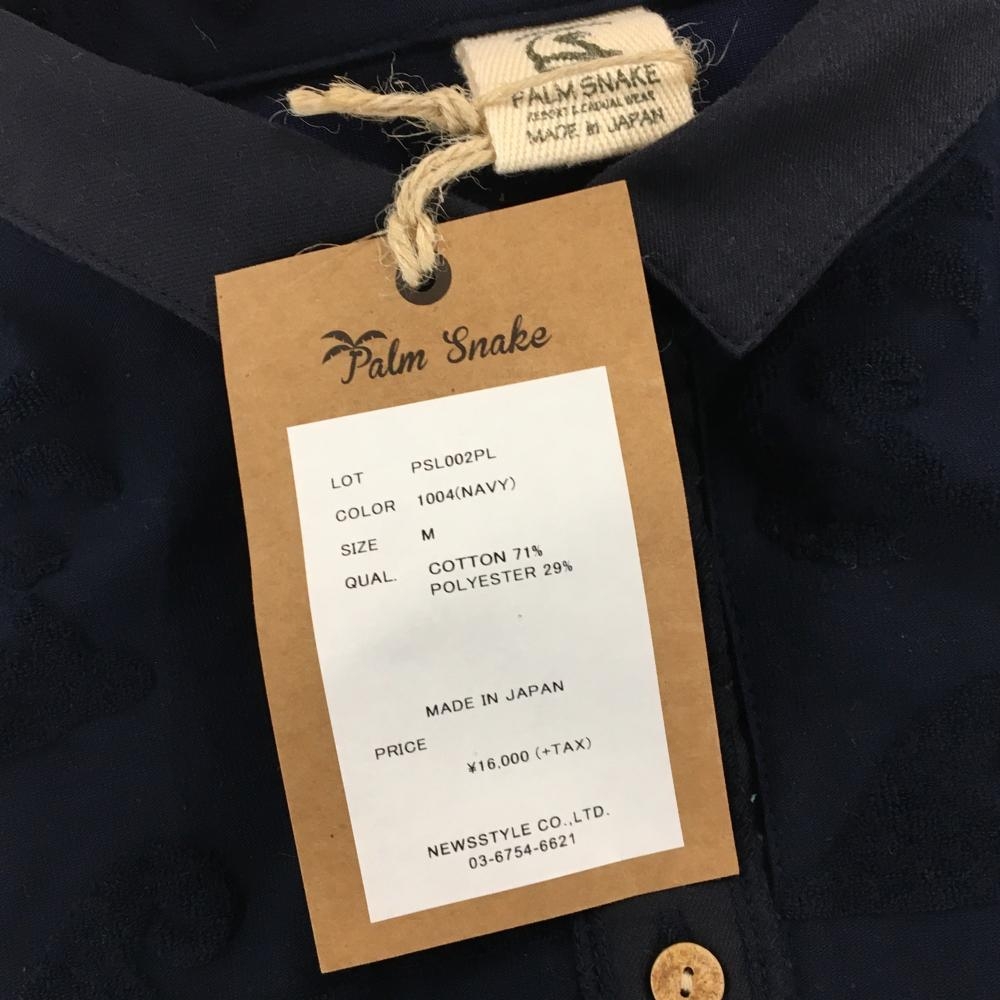 PALM SNAKE
RESORT & CASUAL WEAR
MADE in JAPAN
Palm Snake
LOT PSL002PL
COLOR 1004(NAVY)
SIZE M
QUAL. COTTON 71%
POLYESTER 29%
MADE IN JAPAN
PRICE
¥16,000 (+TAX)
NEWSSTYLE CO.,LTD.
03-6754-6621